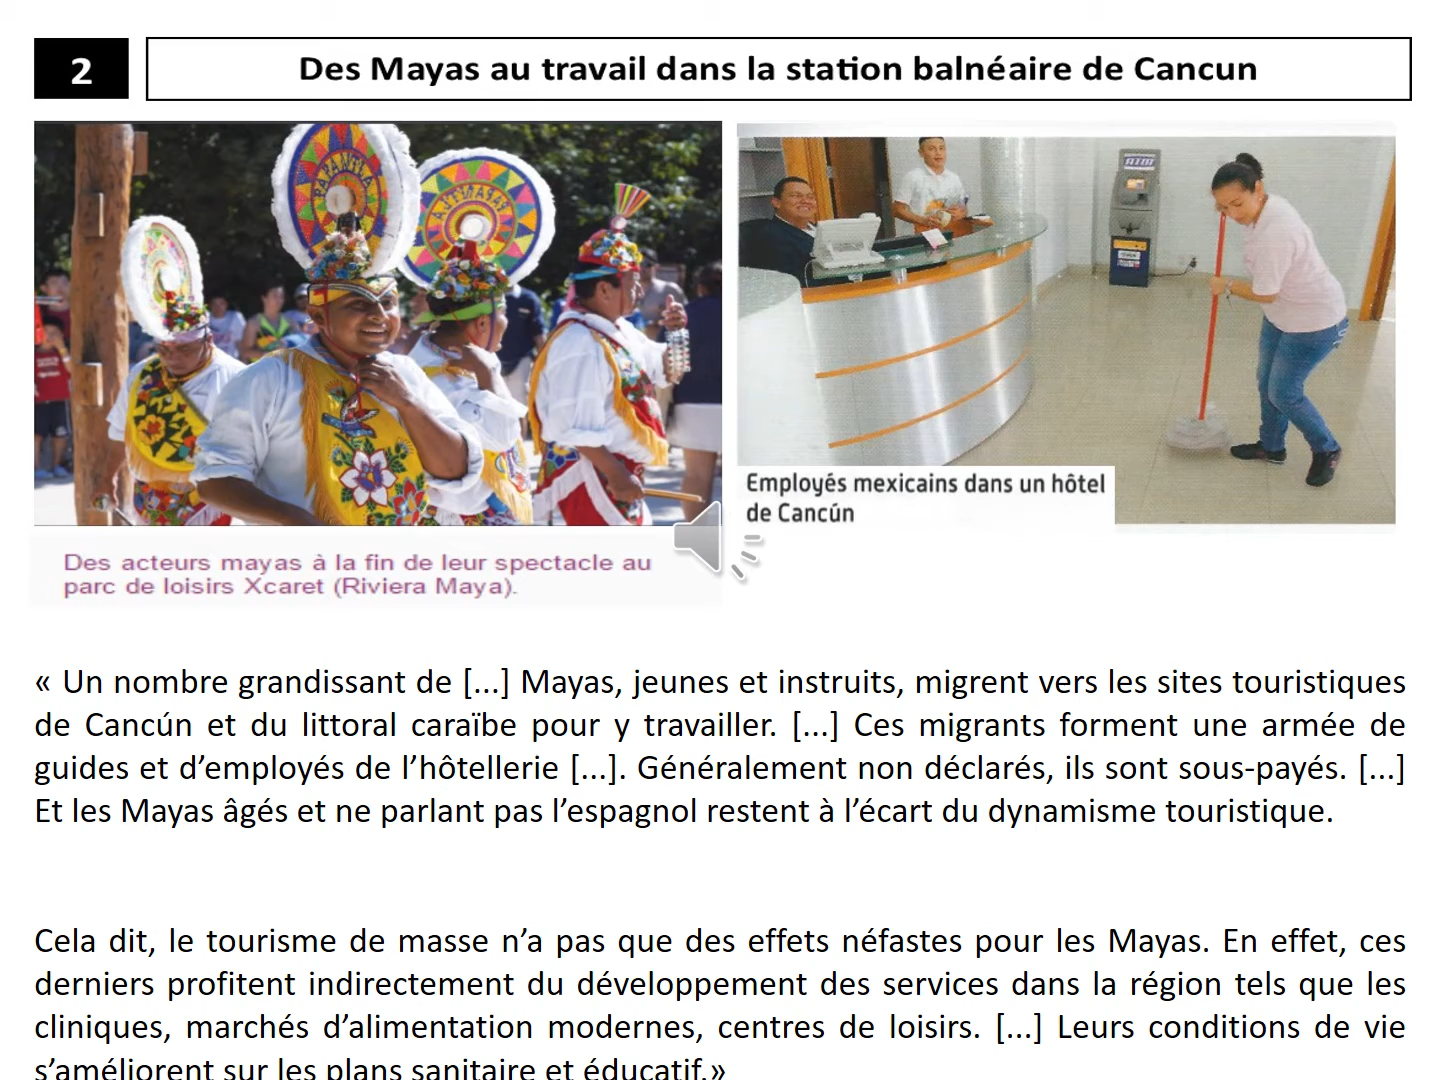 2
Des Mayas au travail dans la station balnéaire de Cancun
PAPANTLA
ATM
Employés mexicains dans un hôtel
de Cancún
Des acteurs mayas à la fin de leur spectacle au
parc de loisirs Xcaret (Riviera Maya).
« Un nombre grandissant de [...] Mayas, jeunes et instruits, migrent vers les sites touristiques
de Cancún et du littoral caraïbe pour y travailler. [...] Ces migrants forment une armée de
guides et d’employés de l’hôtellerie [...]. Généralement non déclarés, ils sont sous-payés. [...]
Et les Mayas âgés et ne parlant pas l’espagnol restent à l’écart du dynamisme touristique.
Cela dit, le tourisme de masse n’a pas que des effets néfastes pour les Mayas. En effet, ces
derniers profitent indirectement du développement des services dans la région tels que les
cliniques, marchés d’alimentation modernes, centres de loisirs. [...] Leurs conditions de vie
s’améliorent sur les plans sanitaire et éducatif.»